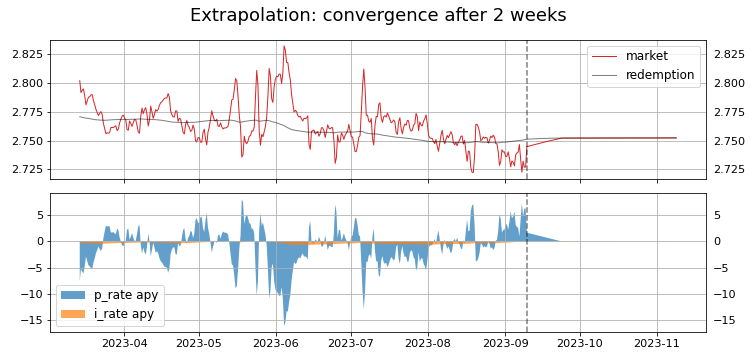 Extrapolation: convergence after 2 weeks
2.825 2.825
2.800 2.800
2.775 2.775
2.750 2.750
2.725 2.725
market
redemption
5 5
0 0
−5 −5
−10 −10
−15 −15
p_rate apy
i_rate apy
2023-04 2023-05 2023-06 2023-07 2023-08 2023-09 2023-10 2023-11